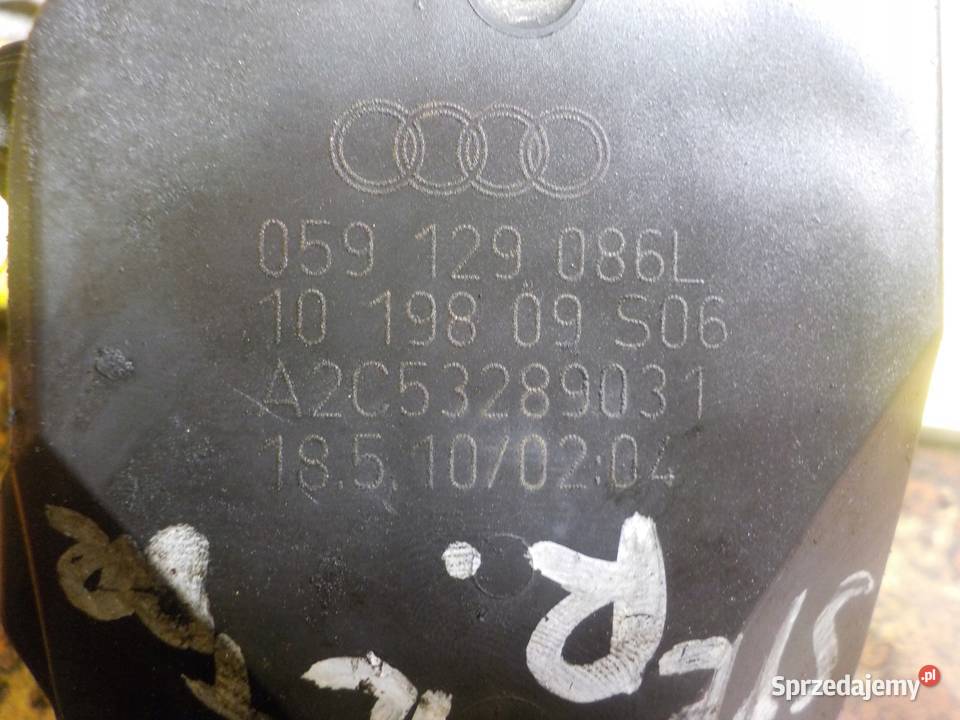 059 129 086L
10 198 09 S06
A2C53289031
18.5.10/02:04
Sprzedajemy.pl